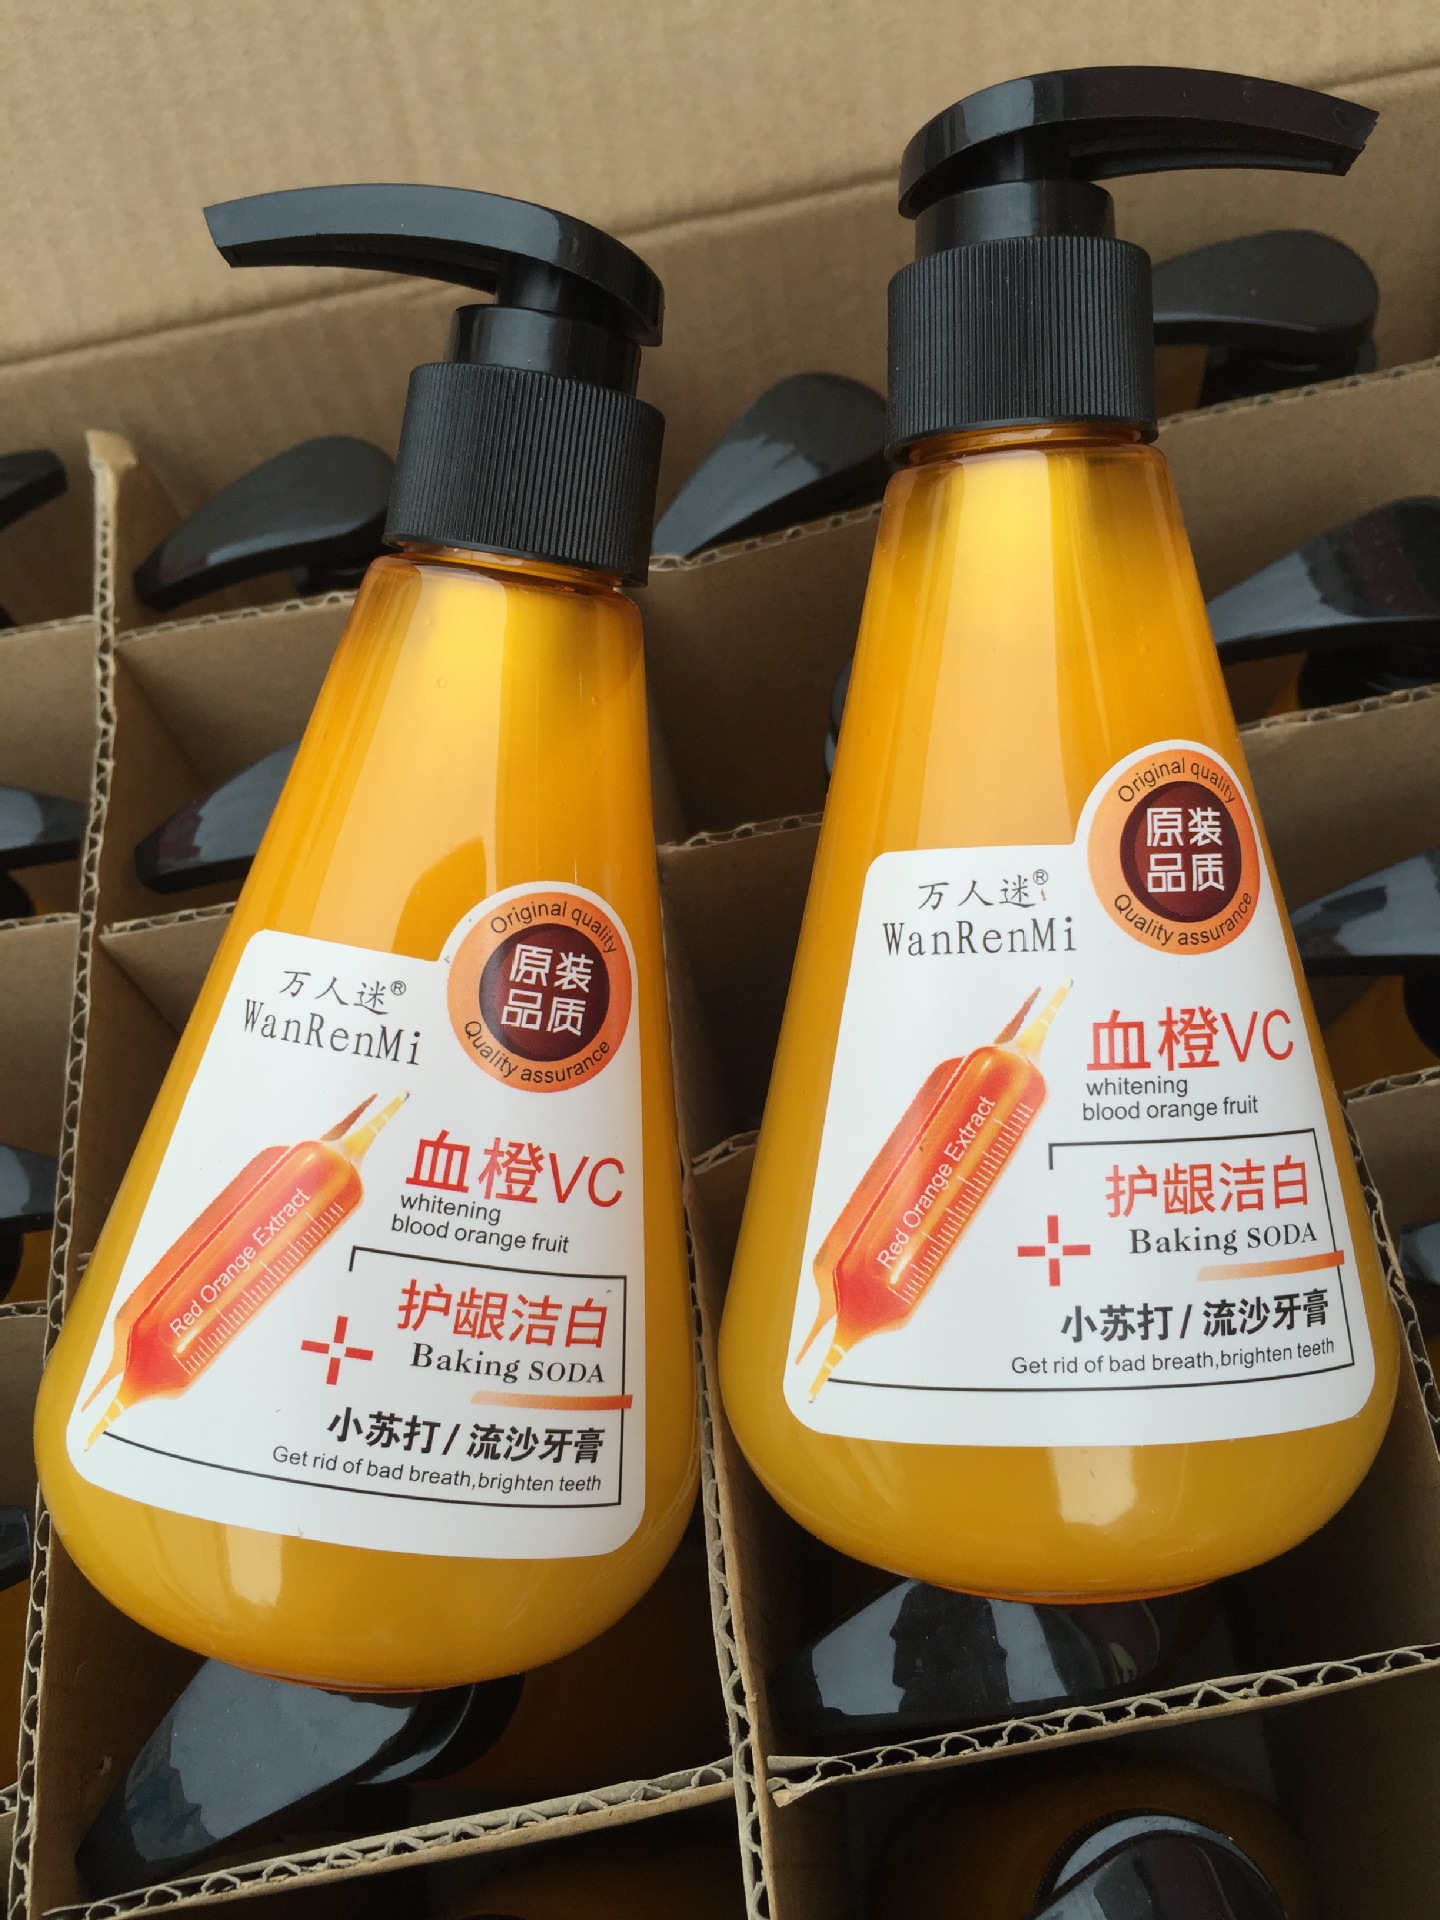 万人迷®
WanRenMi
Original quality
原装
品质
Quality assurance
血橙VC
whitening
blood orange fruit
Red Orange Extract
护龈洁白
Baking SODA
小苏打/流沙牙膏
Get rid of bad breath,brighten teeth
万人迷®
WanRenMi
Original quality
原装
品质
Quality assurance
血橙VC
whitening
blood orange fruit
Red Orange Extract
护龈洁白
Baking SODA
小苏打/流沙牙膏
Get rid of bad breath,brighten teeth